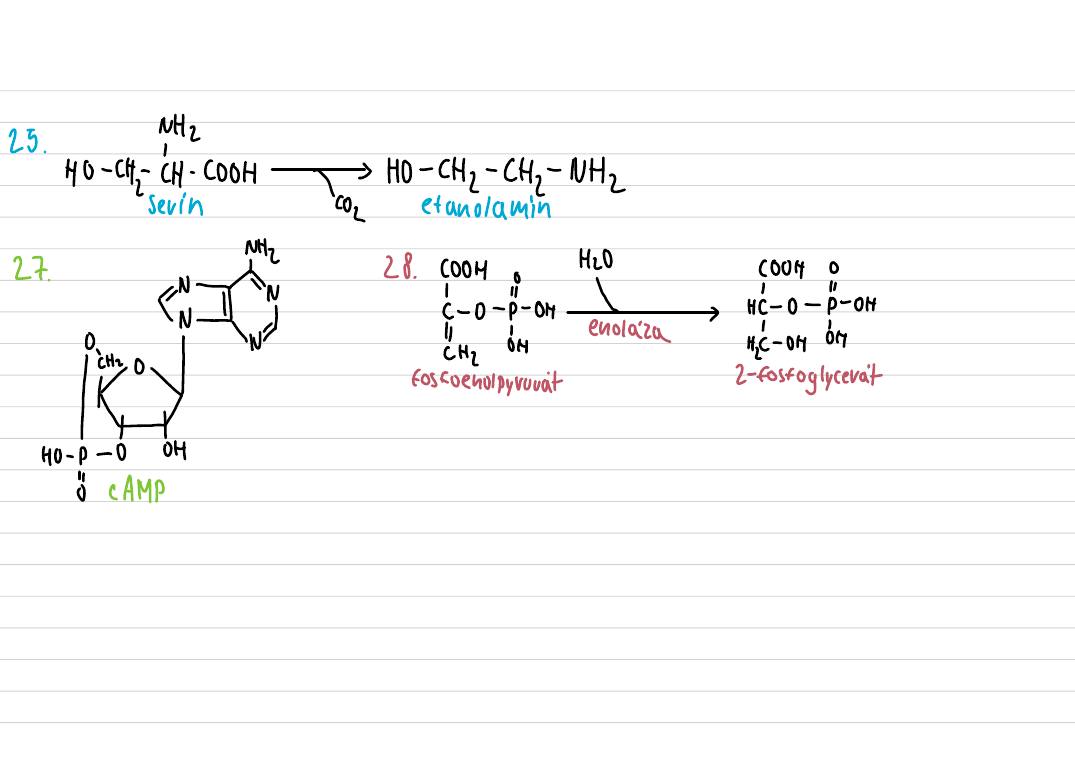 25.
NH2
HO-CH2-CH-COOH → HO-CH2-CH2-NH2
CO2
serin
etanolamin
27.
NH2
N
N
N
N
O
CH2
O
HO-P-O
OH
O
cAMP
28.
COOH O
C-O-P-OH
CH2 OH
fosfoenolpyruvát
H2O
enoláza
COOH O
HC-O-P-OH
H2C-OH OH
2-fosfoglycerát